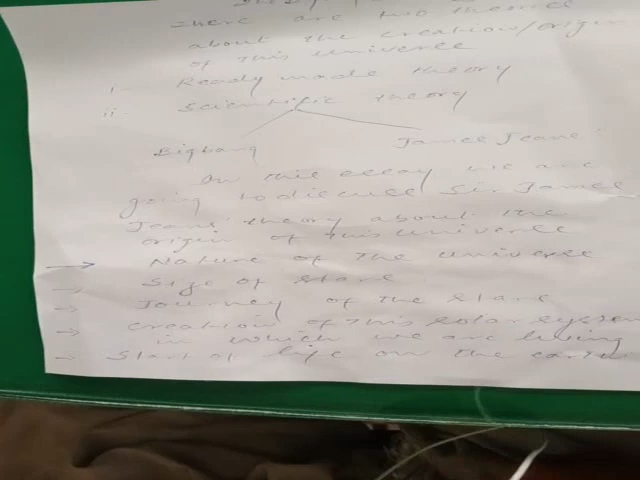 There are two theories
about the creation/origin
of this universe
i- Ready made theory
ii- Scientific theory
Bigbang James Jeans
In this essay we are
going to discuss Sir James
Jeans' theory about the
origin of this universe
→ Nature of the universe
→ Size of stars
→ Journey of the stars
→ creation of this solar system
in which we are living
→ Start of life on the earth